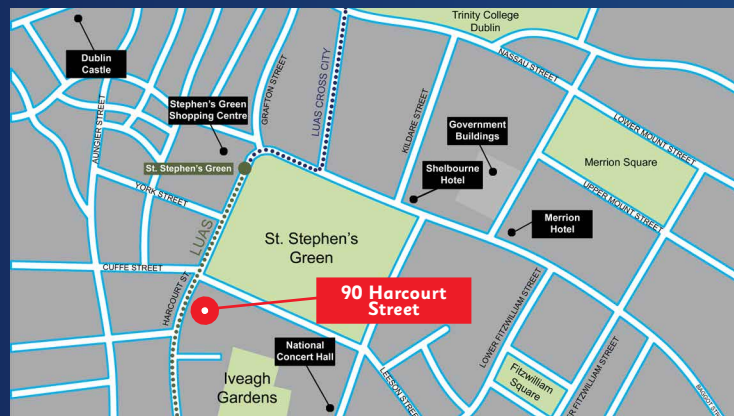 Trinity College
Dublin
Dublin
Castle
NASSAU STREET
GRAFTON STREET
LUAS CROSS CITY
Stephen's Green
Shopping Centre
AUNGIER STREET
KILDARE STREET
Government
Buildings
LOWER MOUNT STREET
Merrion Square
St. Stephen's Green
Shelbourne
Hotel
UPPER MOUNT STREET
YORK STREET
LUAS
Merrion
Hotel
St. Stephen's
Green
CUFFE STREET
HARCOURT ST.
90 Harcourt
Street
LOWER FITZWILLIAM STREET
National
Concert Hall
Iveagh
Gardens
LEESON STREET
Fitzwilliam
Square
FITZWILLIAM STREET